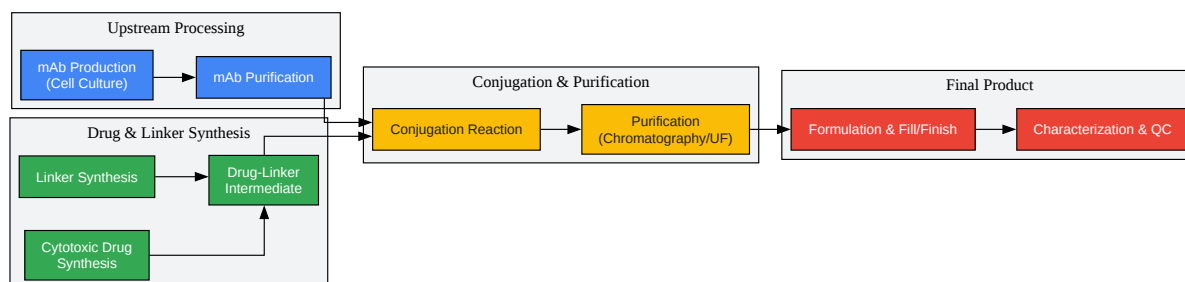 Upstream Processing
mAb Production
(Cell Culture)
mAb Purification
Drug & Linker Synthesis
Linker Synthesis
Drug-Linker
Intermediate
Cytotoxic Drug
Synthesis
Conjugation & Purification
Conjugation Reaction
Purification
(Chromatography/UF)
Final Product
Formulation & Fill/Finish
Characterization & QC